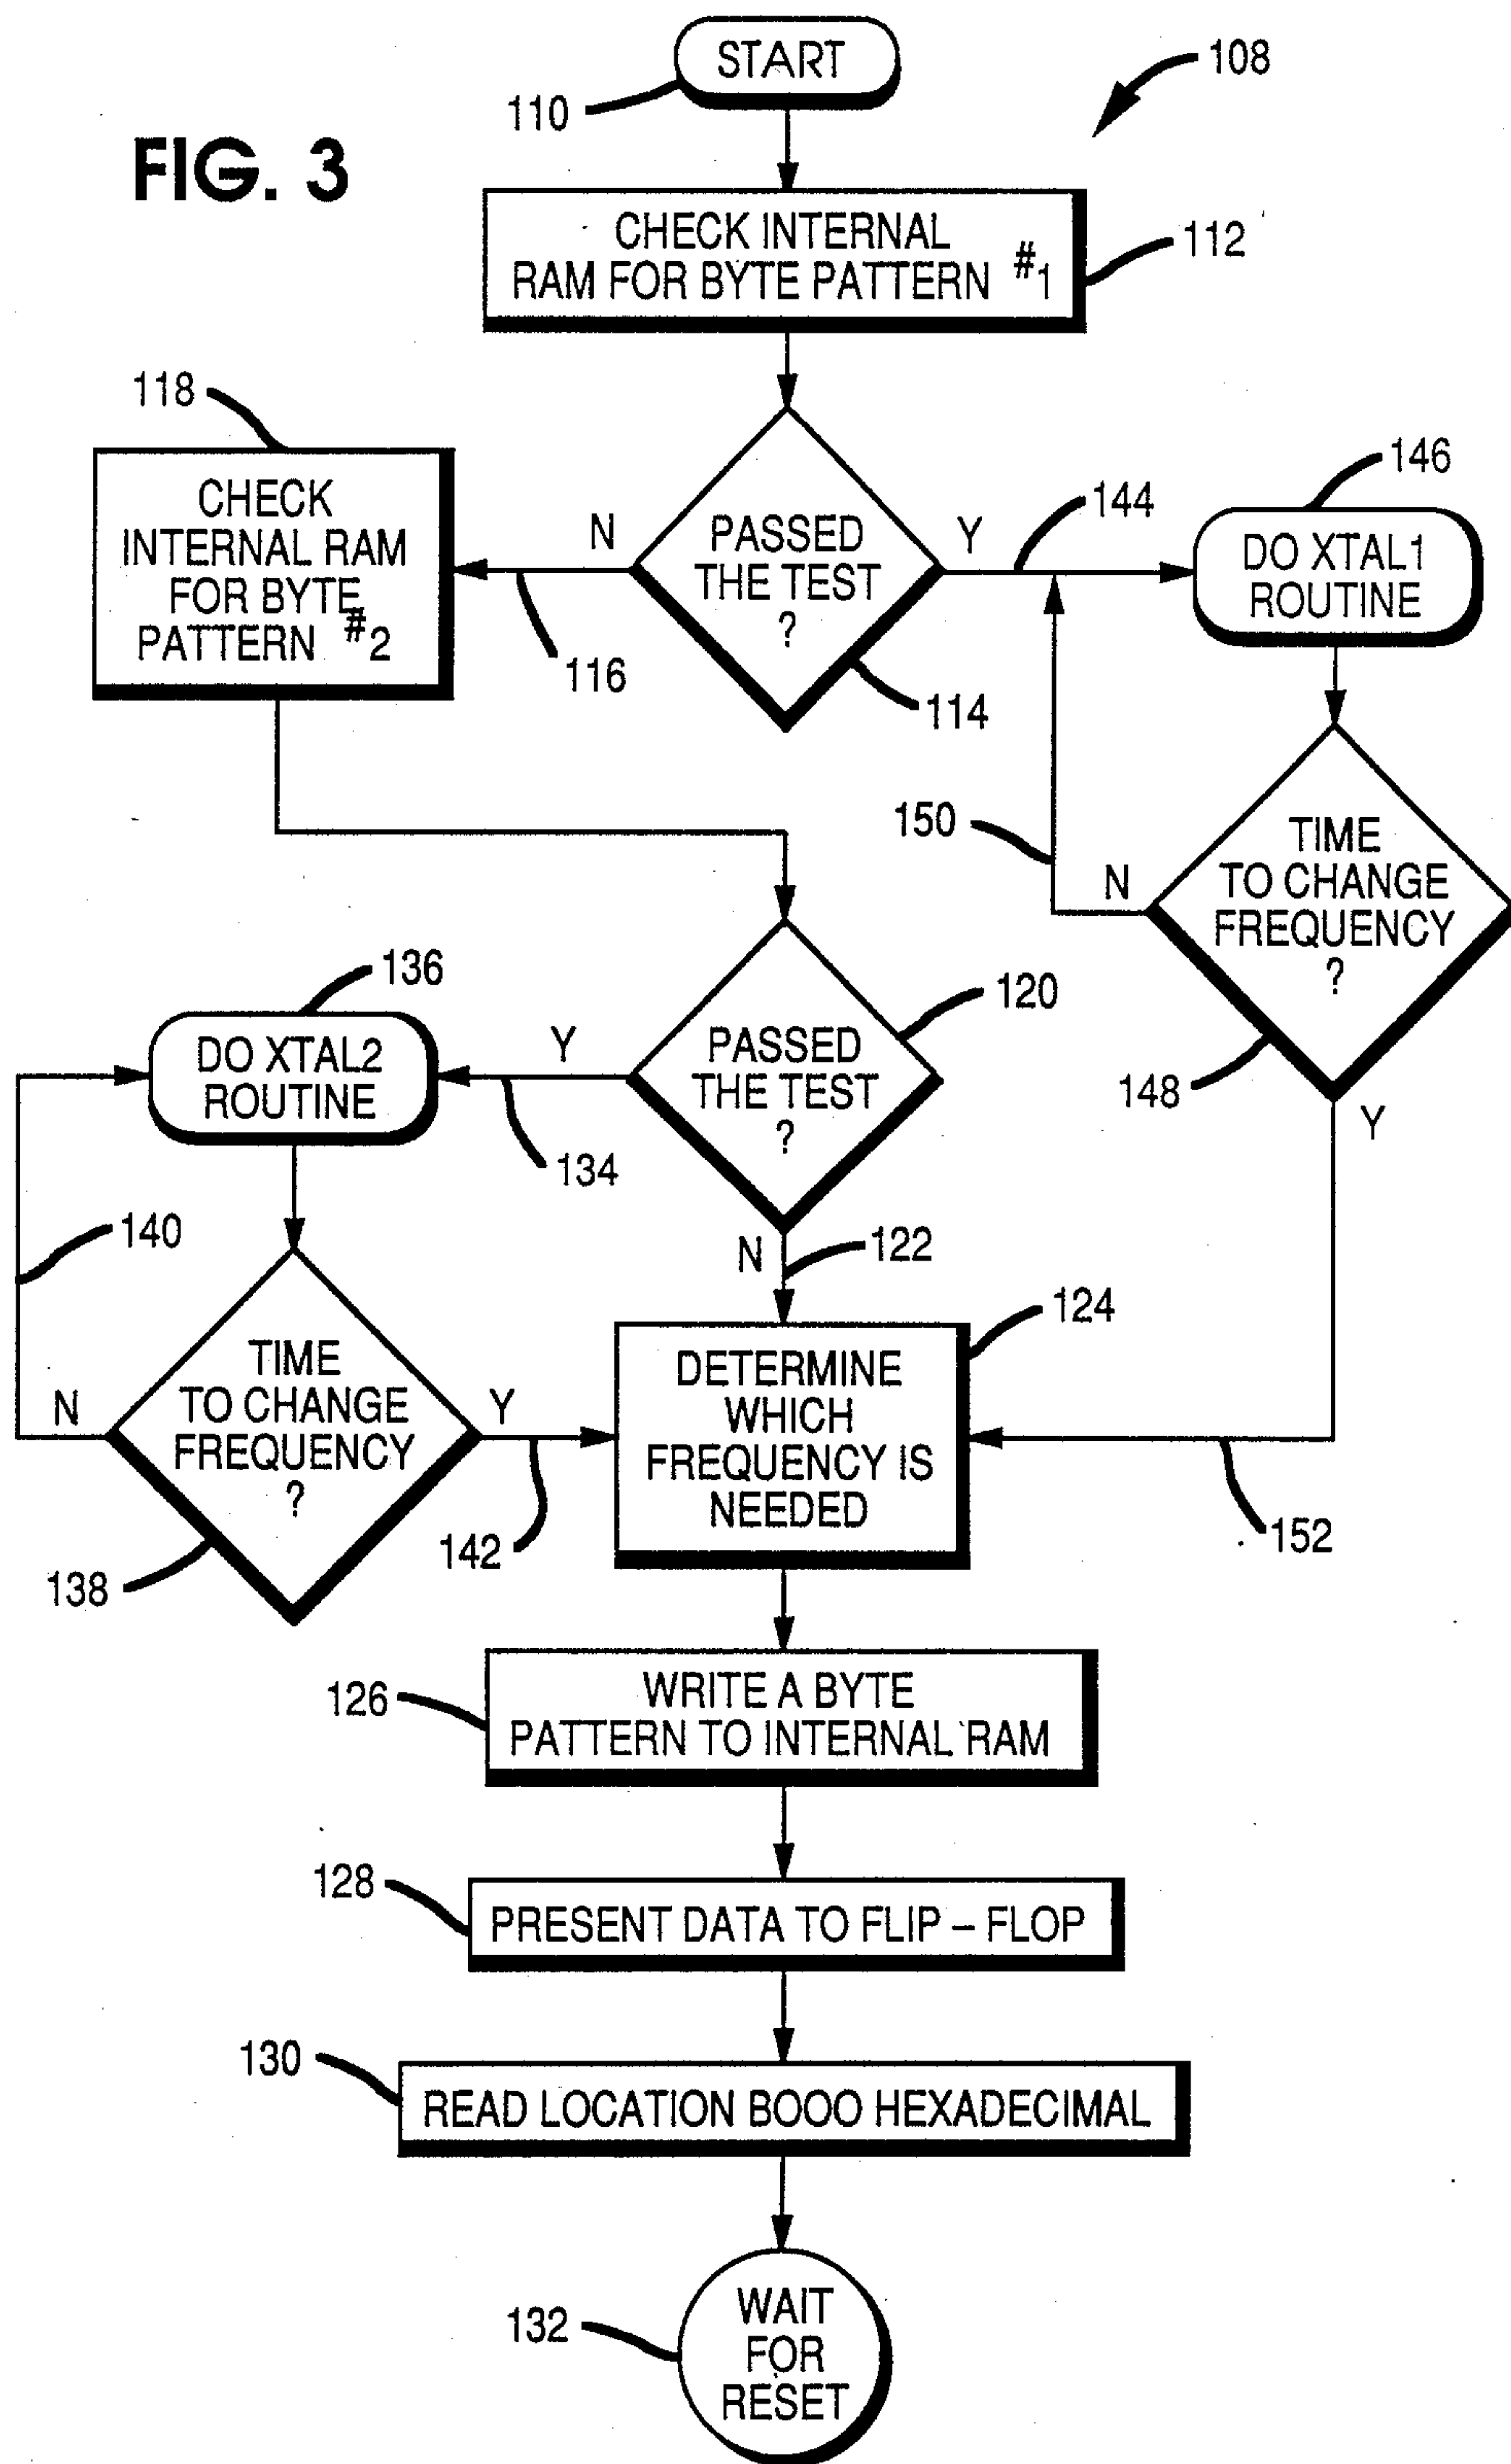 START
108
110
FIG. 3
CHECK INTERNAL
RAM FOR BYTE PATTERN #1
112
118
CHECK
INTERNAL RAM
FOR BYTE
PATTERN #2
N
116
PASSED
THE TEST
?
114
Y
144
146
DO XTAL1
ROUTINE
150
N
TIME
TO CHANGE
FREQUENCY
?
148
Y
136
DO XTAL2
ROUTINE
Y
134
PASSED
THE TEST
?
120
140
N
122
N
TIME
TO CHANGE
FREQUENCY
?
138
Y
142
124
DETERMINE
WHICH
FREQUENCY IS
NEEDED
152
126
WRITE A BYTE
PATTERN TO INTERNAL RAM
128
PRESENT DATA TO FLIP – FLOP
130
READ LOCATION BOOO HEXADECIMAL
132
WAIT
FOR
RESET